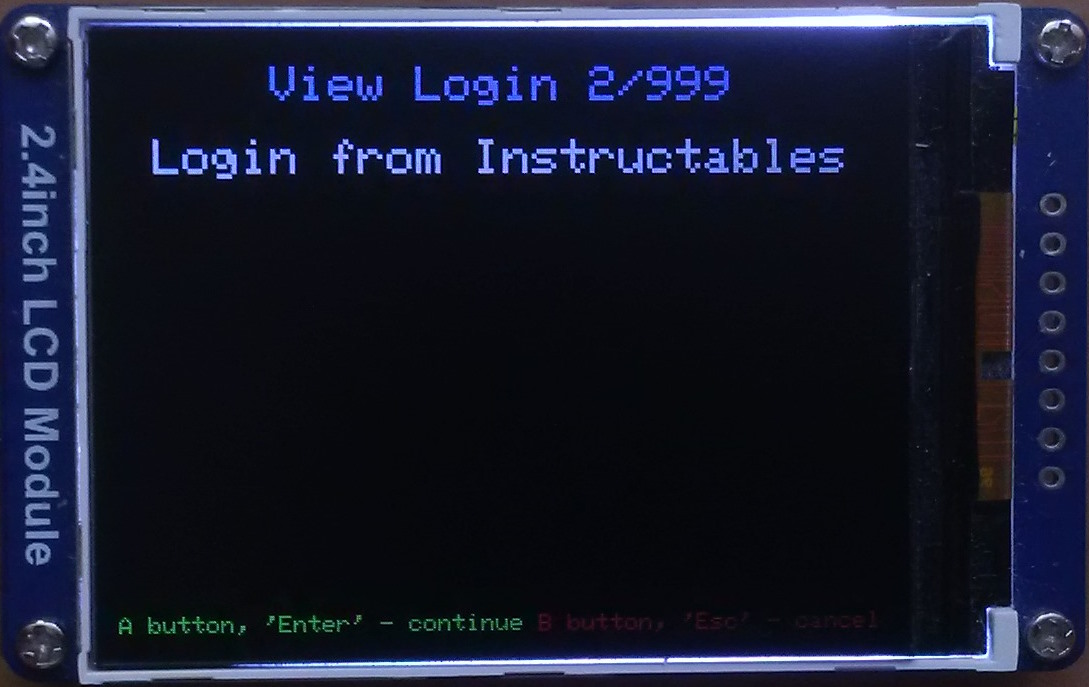 View Login 2/999
Login from Instructables
A button, 'Enter' - continue B button, 'Esc' - cancel
2.4inch LCD Module